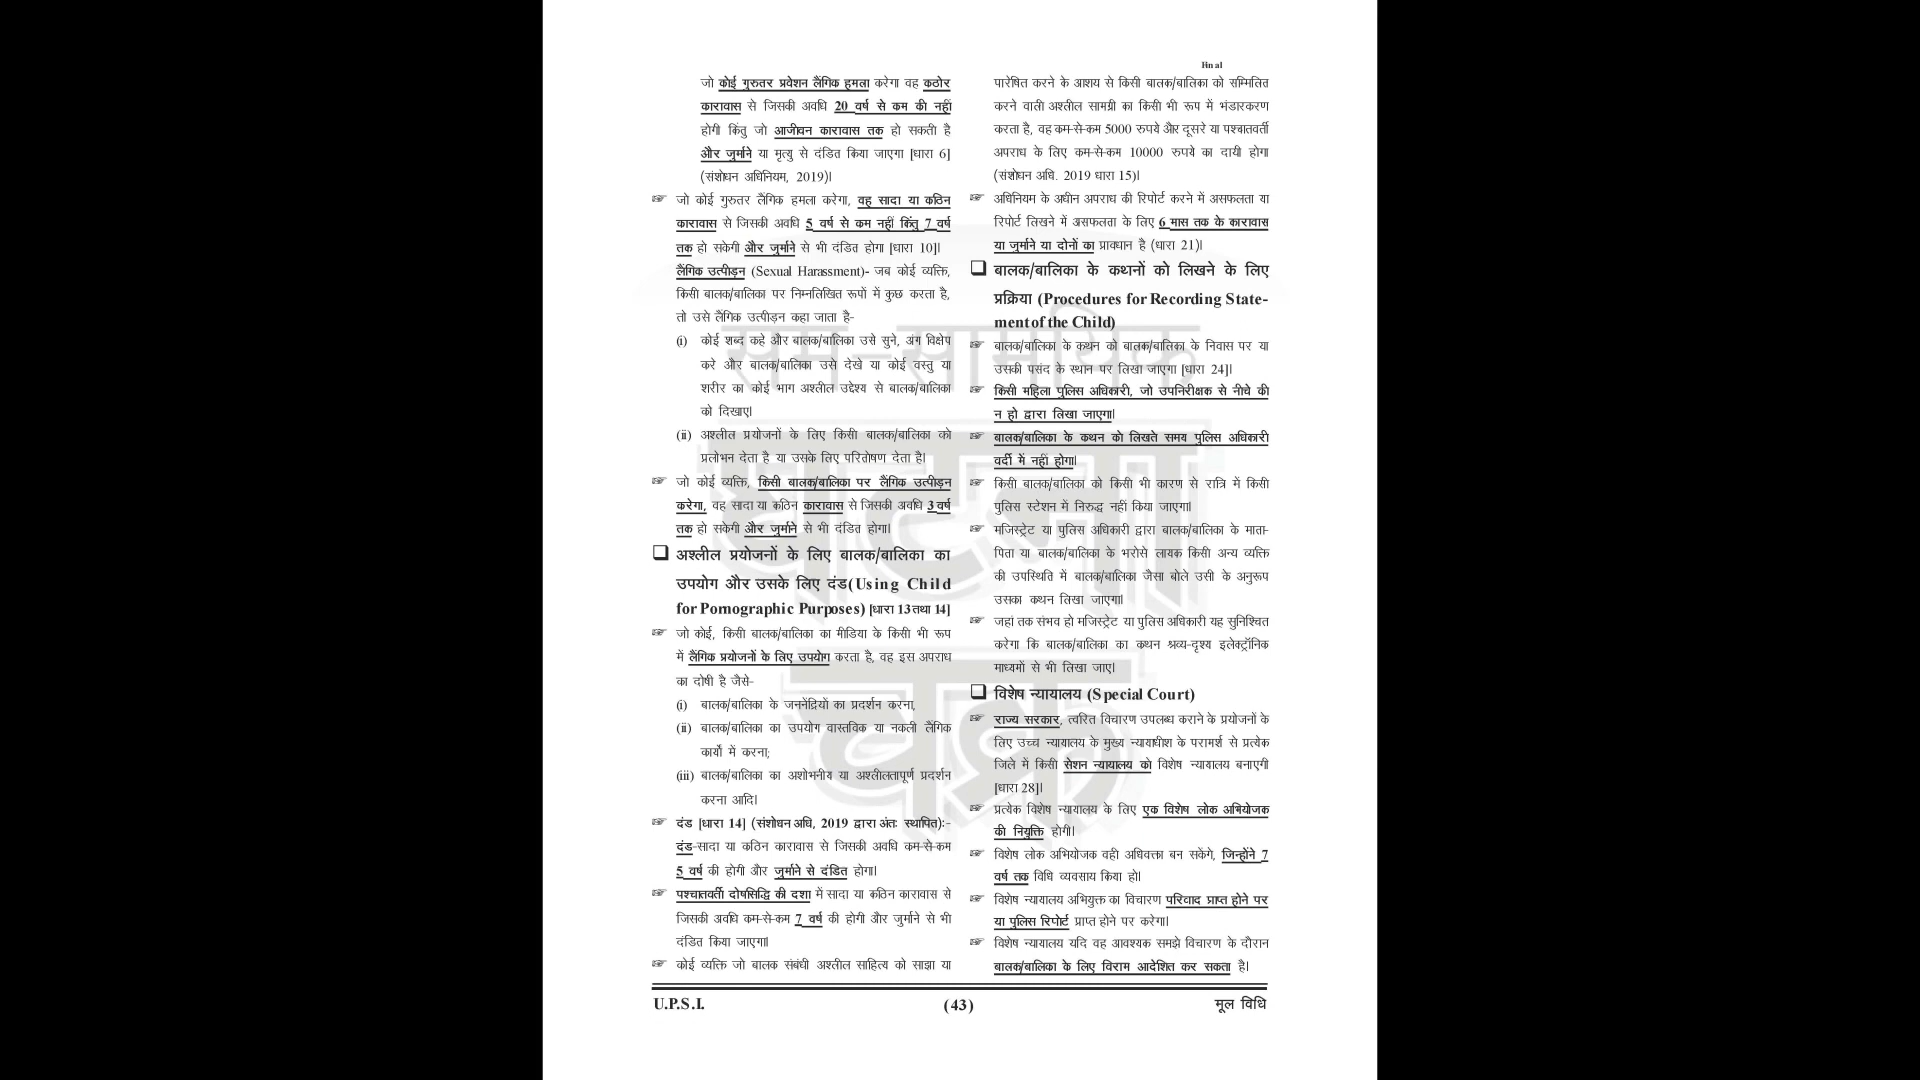 Final
जो कोई गुरुतर प्रवेशन लैंगिक हमला करेगा वह कठोर
कारावास से जिसकी अवधि 20 वर्ष से कम की नहीं
होगी किंतु जो आजीवन कारावास तक हो सकती है
और जुर्माने या मृत्यु से दंडित किया जाएगा [धारा 6]
(संशोधन अधिनियम, 2019)।
☞ जो कोई गुरुतर लैंगिक हमला करेगा, वह सादा या कठिन
कारावास से जिसकी अवधि 5 वर्ष से कम नहीं किंतु 7 वर्ष
तक हो सकेगी और जुर्माने से भी दंडित होगा [धारा 10]।
लैंगिक उत्पीड़न (Sexual Harassment)- जब कोई व्यक्ति,
किसी बालक/बालिका पर निम्नलिखित रूपों में कुछ करता है,
तो उसे लैंगिक उत्पीड़न कहा जाता है-
(i) कोई शब्द कहे और बालक/बालिका उसे सुने, अंग विक्षेप
करे और बालक/बालिका उसे देखे या कोई वस्तु या
शरीर का कोई भाग अश्लील उद्देश्य से बालक/बालिका
को दिखाए।
(ii) अश्लील प्रयोजनों के लिए किसी बालक/बालिका को
प्रलोभन देता है या उसके लिए परितोषण देता है।
☞ जो कोई व्यक्ति, किसी बालक/बालिका पर लैंगिक उत्पीड़न
करेगा, वह सादा या कठिन कारावास से जिसकी अवधि 3 वर्ष
तक हो सकेगी और जुर्माने से भी दंडित होगा।
❑ अश्लील प्रयोजनों के लिए बालक/बालिका का
उपयोग और उसके लिए दंड(Using Child
for Pornographic Purposes) [धारा 13 तथा 14]
☞ जो कोई, किसी बालक/बालिका का मीडिया के किसी भी रूप
में लैंगिक प्रयोजनों के लिए उपयोग करता है, वह इस अपराध
का दोषी है जैसे-
(i) बालक/बालिका के जननेंद्रियों का प्रदर्शन करना,
(ii) बालक/बालिका का उपयोग वास्तविक या नकली लैंगिक
कार्यों में करना;
(iii) बालक/बालिका का अशोभनीय या अश्लीलतापूर्ण प्रदर्शन
करना आदि।
☞ दंड [धारा 14] (संशोधन अधि, 2019 द्वारा अंतः स्थापित):-
दंड-सादा या कठिन कारावास से जिसकी अवधि कम-से-कम
5 वर्ष की होगी और जुर्माने से दंडित होगा।
☞ पश्चातवर्ती दोषसिद्धि की दशा में सादा या कठिन कारावास से
जिसकी अवधि कम-से-कम 7 वर्ष की होगी और जुर्माने से भी
दंडित किया जाएगा।
☞ कोई व्यक्ति जो बालक संबंधी अश्लील साहित्य को साझा या
पारेषित करने के आशय से किसी बालक/बालिका को सम्मिलित
करने वाली अश्लील सामग्री का किसी भी रूप में भंडारकरण
करता है, वह कम-से-कम 5000 रुपये और दूसरे या पश्चातवर्ती
अपराध के लिए कम-से-कम 10000 रुपये का दायी होगा
(संशोधन अधि. 2019 धारा 15)।
☞ अधिनियम के अधीन अपराध की रिपोर्ट करने में असफलता या
रिपोर्ट लिखने में असफलता के लिए 6 मास तक के कारावास
या जुर्माने या दोनों का प्रावधान है (धारा 21)।
❑ बालक/बालिका के कथनों को लिखने के लिए
प्रक्रिया (Procedures for Recording State-
ment of the Child)
☞ बालक/बालिका के कथन को बालक/बालिका के निवास पर या
उसकी पसंद के स्थान पर लिखा जाएगा [धारा 24]।
☞ किसी महिला पुलिस अधिकारी, जो उपनिरीक्षक से नीचे की
न हो द्वारा लिखा जाएगा।
☞ बालक/बालिका के कथन को लिखते समय पुलिस अधिकारी
वर्दी में नहीं होगा।
☞ किसी बालक/बालिका को किसी भी कारण से रात्रि में किसी
पुलिस स्टेशन में निरुद्ध नहीं किया जाएगा।
☞ मजिस्ट्रेट या पुलिस अधिकारी द्वारा बालक/बालिका के माता-
पिता या बालक/बालिका के भरोसे लायक किसी अन्य व्यक्ति
की उपस्थिति में बालक/बालिका जैसा बोले उसी के अनुरूप
उसका कथन लिखा जाएगा।
☞ जहां तक संभव हो मजिस्ट्रेट या पुलिस अधिकारी यह सुनिश्चित
करेगा कि बालक/बालिका का कथन श्रव्य-दृश्य इलेक्ट्रॉनिक
माध्यमों से भी लिखा जाए।
❑ विशेष न्यायालय (Special Court)
☞ राज्य सरकार, त्वरित विचारण उपलब्ध कराने के प्रयोजनों के
लिए उच्च न्यायालय के मुख्य न्यायाधीश के परामर्श से प्रत्येक
जिले में किसी सेशन न्यायालय को विशेष न्यायालय बनाएगी
[धारा 28]।
☞ प्रत्येक विशेष न्यायालय के लिए एक विशेष लोक अभियोजक
की नियुक्ति होगी।
☞ विशेष लोक अभियोजक वही अधिवक्ता बन सकेंगे, जिन्होंने 7
वर्ष तक विधि व्यवसाय किया हो।
☞ विशेष न्यायालय अभियुक्त का विचारण परिवाद प्राप्त होने पर
या पुलिस रिपोर्ट प्राप्त होने पर करेगा।
☞ विशेष न्यायालय यदि वह आवश्यक समझे विचारण के दौरान
बालक/बालिका के लिए विराम आदेशित कर सकता है।
सम-सामयिक
घटना
चक्र
U.P.S.I. (43) मूल विधि